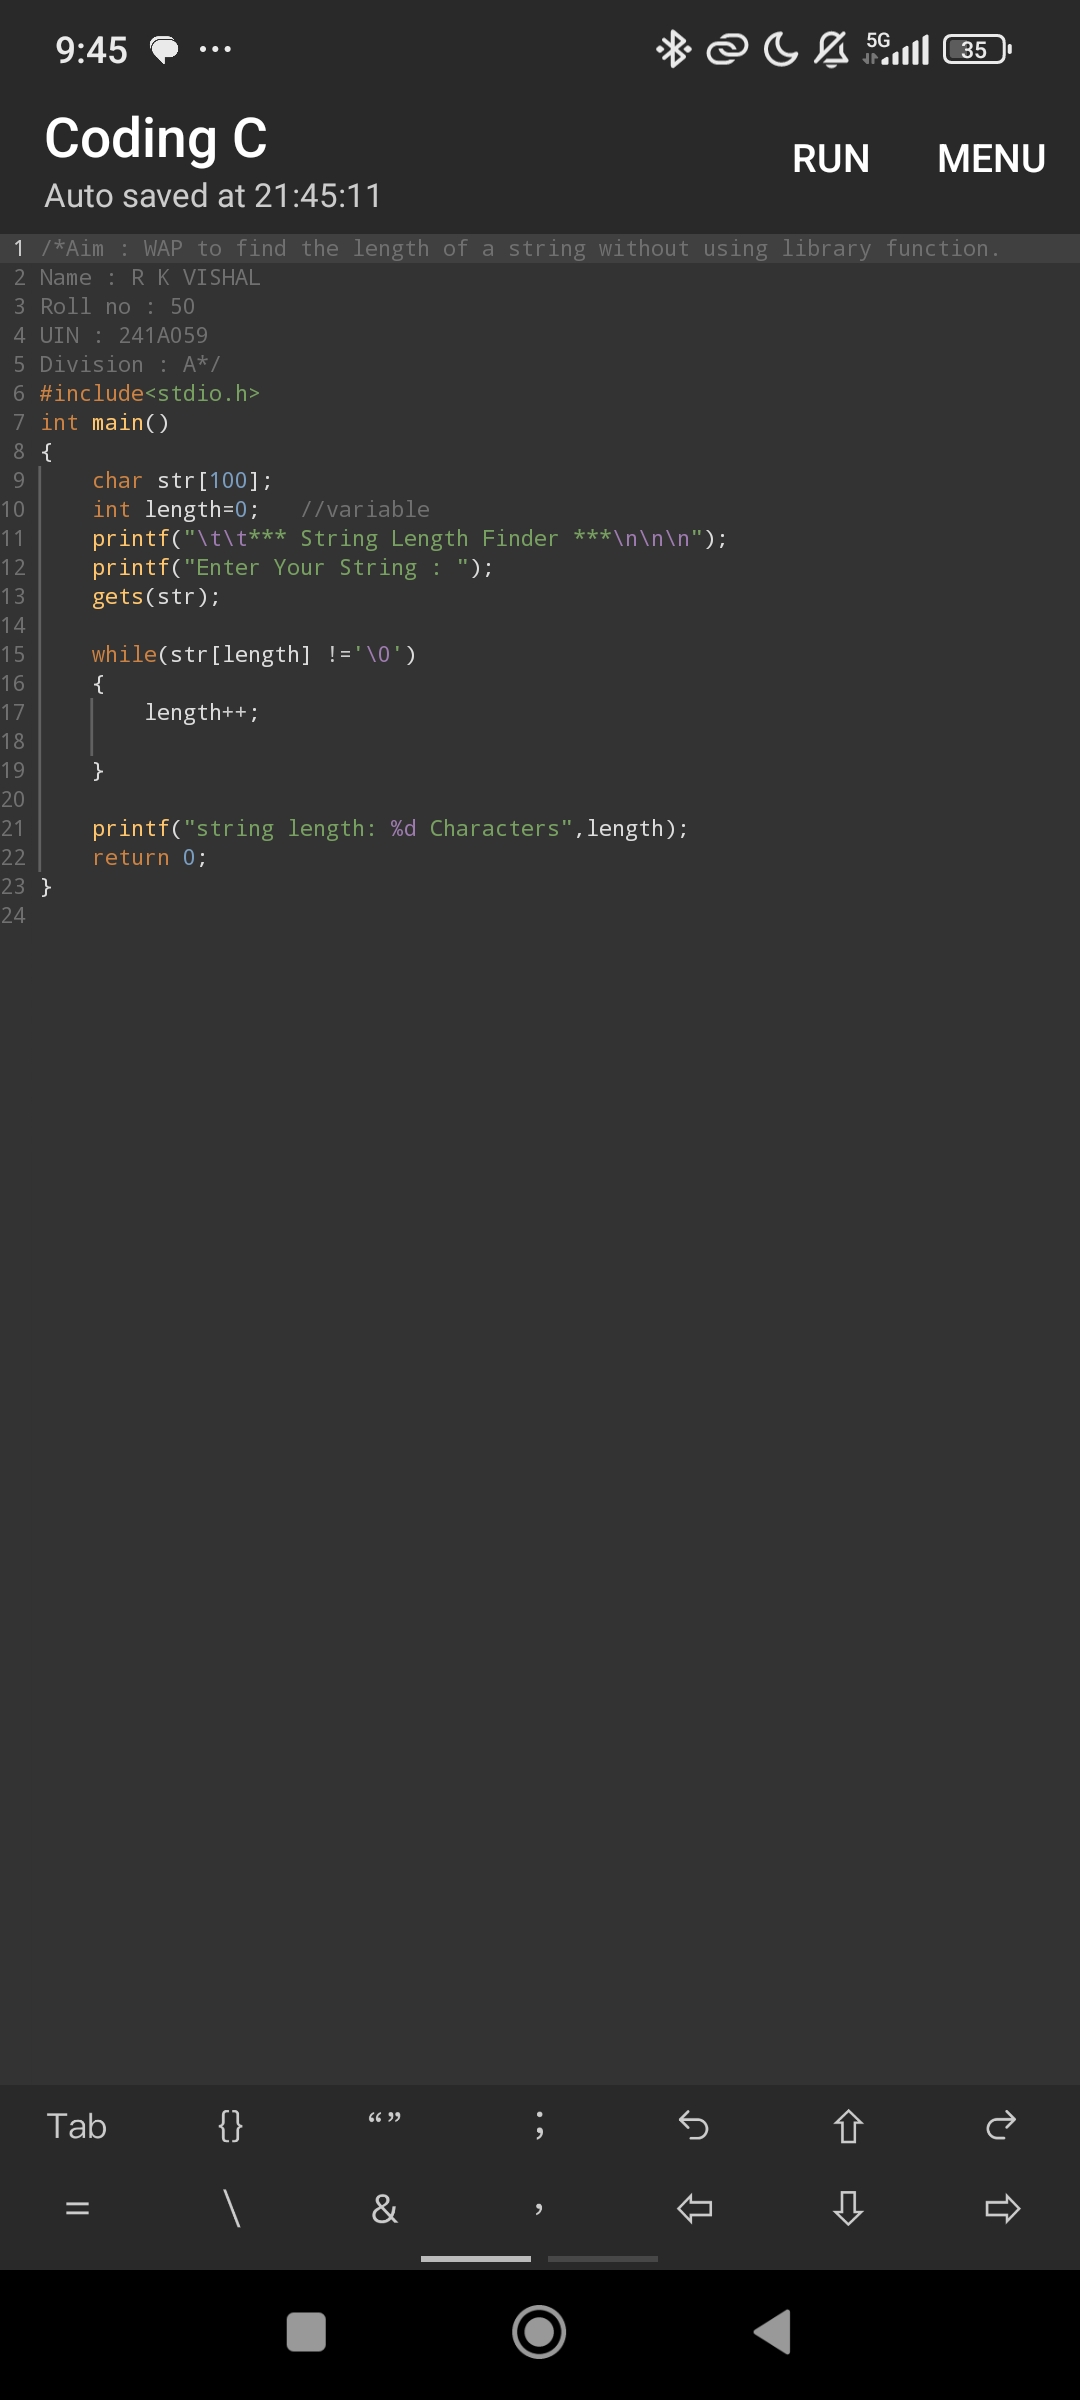 9:45 ... 5G 35
Coding C
RUN MENU
Auto saved at 21:45:11
1 /*Aim : WAP to find the length of a string without using library function.
2 Name : R K VISHAL
3 Roll no : 50
4 UIN : 241A059
5 Division : A*/
6 #include<stdio.h>
7 int main()
8 {
9     char str[100];
10     int length=0;   //variable
11     printf("\t\t*** String Length Finder ***\n\n\n");
12     printf("Enter Your String : ");
13     gets(str);
14
15     while(str[length] !='\0')
16     {
17         length++;
18
19     }
20
21     printf("string length: %d Characters",length);
22     return 0;
23 }
24
Tab {} “” ;
= \ & ,